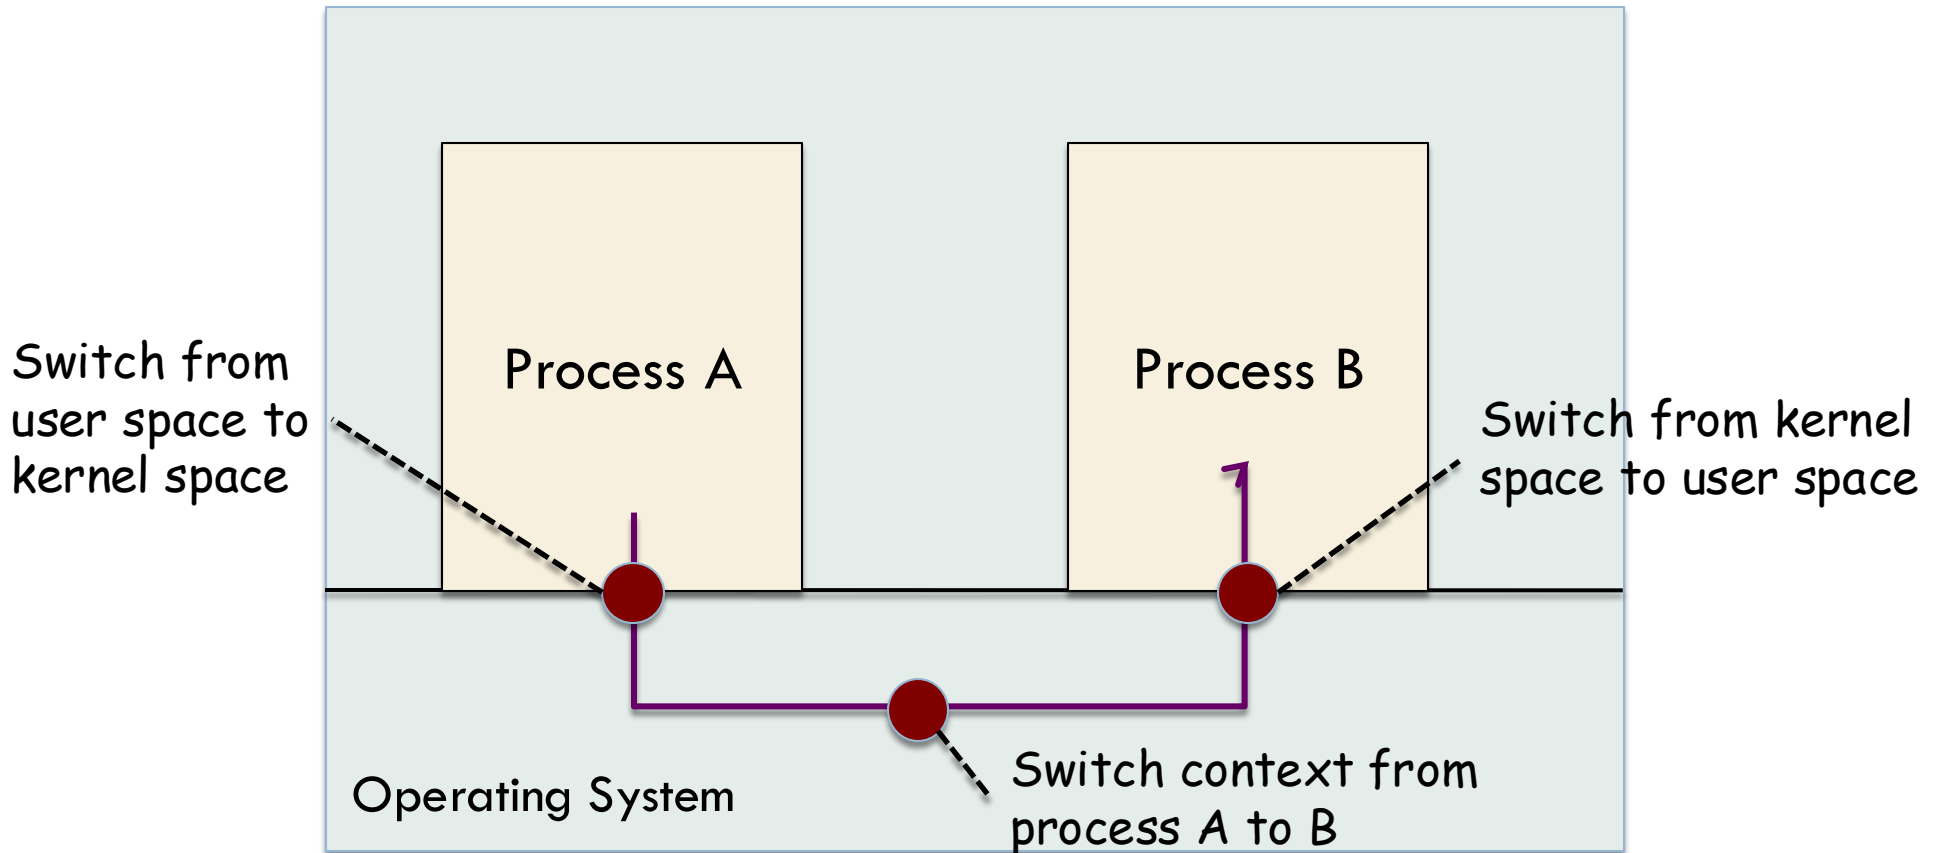 Process A
Process B
Switch from
user space to
kernel space
Switch from kernel
space to user space
Operating System
Switch context from
process A to B